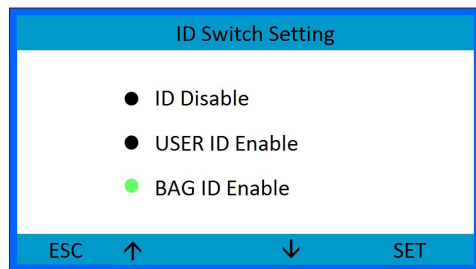 ID Switch Setting
ID Disable
USER ID Enable
BAG ID Enable
ESC ↑ ↓ SET